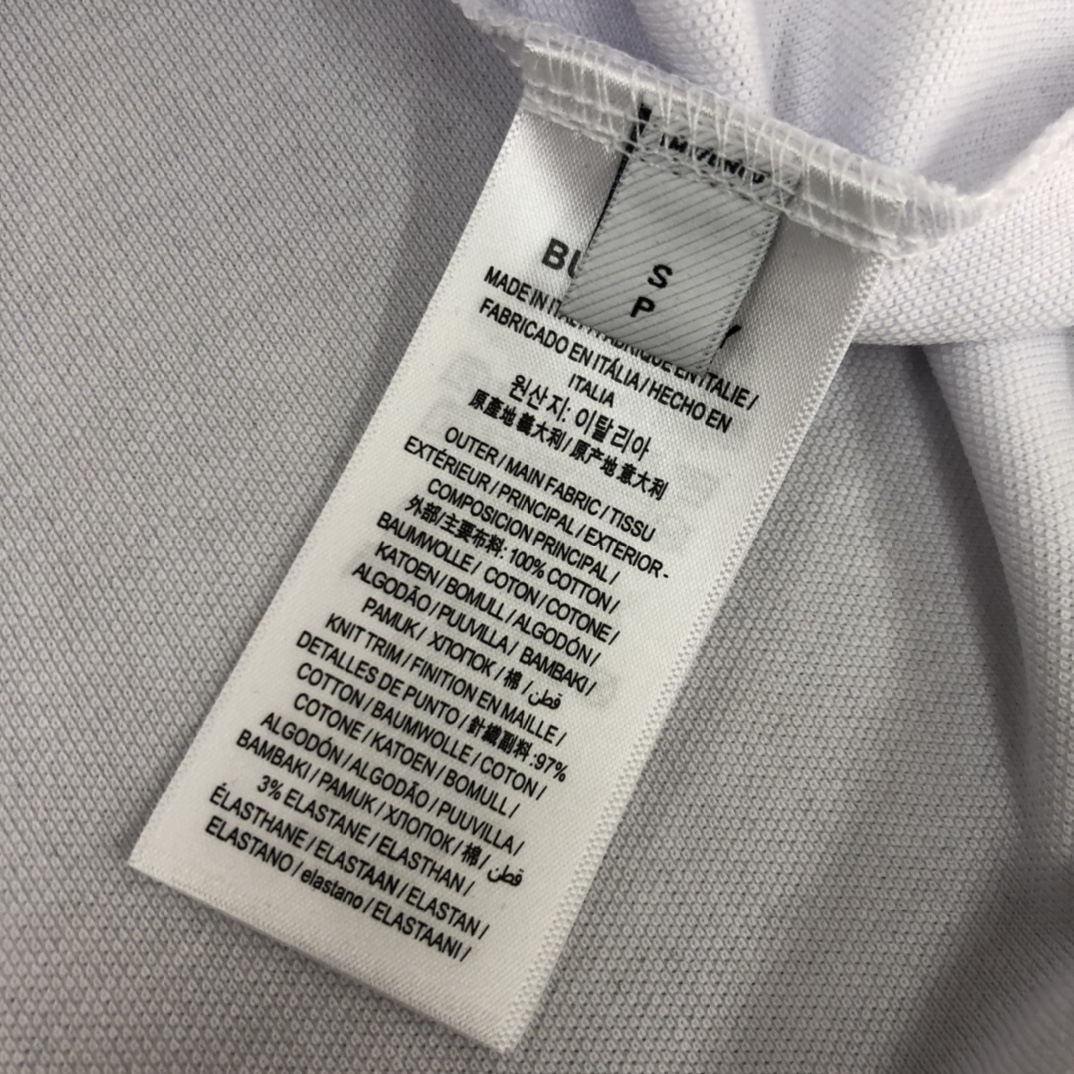 S
P
BU
MADE IN ITALY / FABRIQUÉ EN ITALIE /
FABRICADO EN ITÁLIA / HECHO EN
ITALIA
원산지: 이탈리아
原產地 義大利 / 原产地 意大利
OUTER / MAIN FABRIC / TISSU
EXTÉRIEUR / PRINCIPAL / EXTERIOR -
COMPOSICION PRINCIPAL /
外部/主要布料: 100% COTTON /
BAUMWOLLE / COTON / COTONE /
KATOEN / BOMULL / ALGODÓN /
ALGODÃO / PUUVILLA / BAMBAKI /
PAMUK / ХЛОПОК / 棉 / قطن
KNIT TRIM / FINITION EN MAILLE /
DETALLES DE PUNTO / 針織副料 :97%
COTTON / BAUMWOLLE / COTON /
COTONE / KATOEN / BOMULL /
ALGODÓN / ALGODÃO / PUUVILLA /
BAMBAKI / PAMUK / ХЛОПОК / 棉 / قطن
3% ELASTANE / ELASTHAN /
ÉLASTHANE / ELASTAAN / ELASTAN /
ELASTANO / elastano / ELASTAANI /